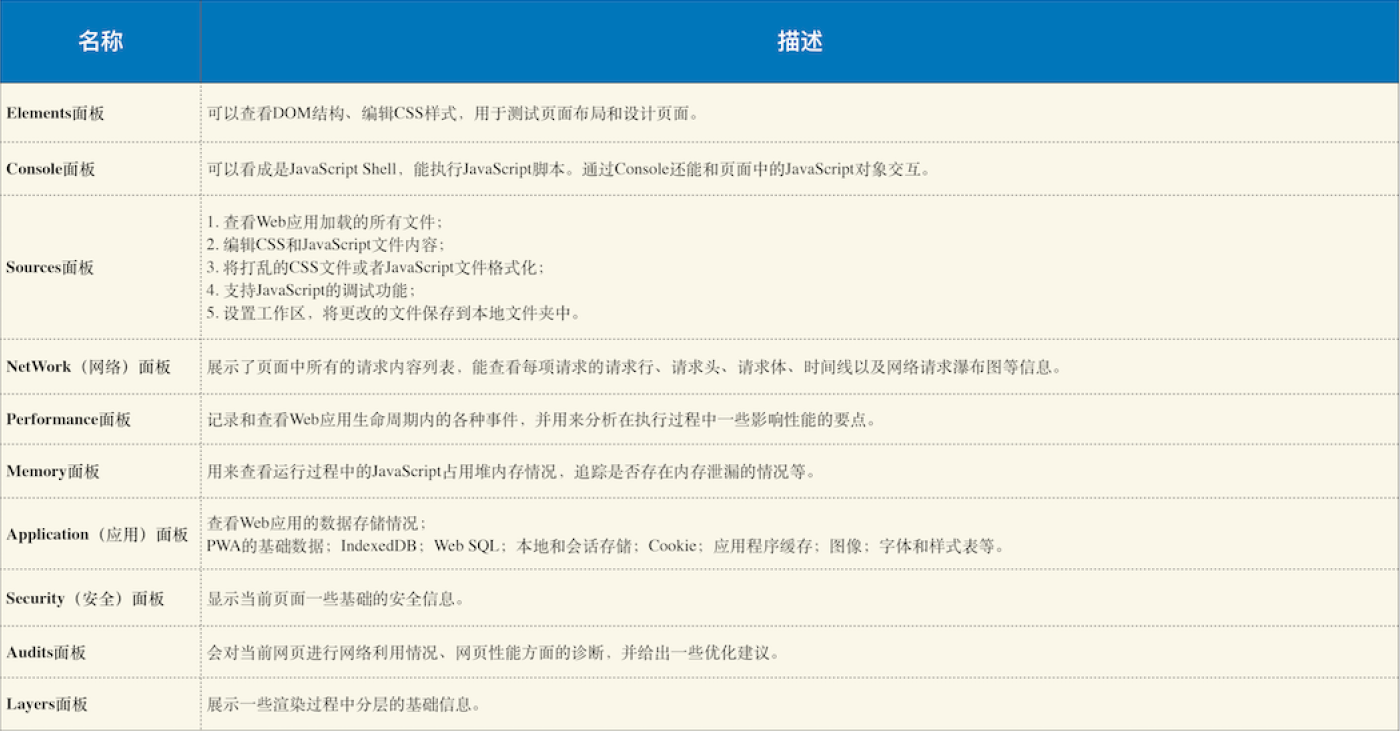 名称
描述
Elements面板
可以查看DOM结构、编辑CSS样式，用于测试页面布局和设计页面。
Console面板
可以看成是JavaScript Shell，能执行JavaScript脚本。通过Console还能和页面中的JavaScript对象交互。
Sources面板
1. 查看Web应用加载的所有文件；
2. 编辑CSS和JavaScript文件内容；
3. 将打乱的CSS文件或者JavaScript文件格式化；
4. 支持JavaScript的调试功能；
5. 设置工作区，将更改的文件保存到本地文件夹中。
NetWork（网络）面板
展示了页面中所有的请求内容列表，能查看每项请求的请求行、请求头、请求体、时间线以及网络请求瀑布图等信息。
Performance面板
记录和查看Web应用生命周期内的各种事件，并用来分析在执行过程中一些影响性能的要点。
Memory面板
用来查看运行过程中的JavaScript占用堆内存情况，追踪是否存在内存泄漏的情况等。
Application（应用）面板
查看Web应用的数据存储情况；
PWA的基础数据；IndexedDB；Web SQL；本地和会话存储；Cookie；应用程序缓存；图像；字体和样式表等。
Security（安全）面板
显示当前页面一些基础的安全信息。
Audits面板
会对当前网页进行网络利用情况、网页性能方面的诊断，并给出一些优化建议。
Layers面板
展示一些渲染过程中分层的基础信息。